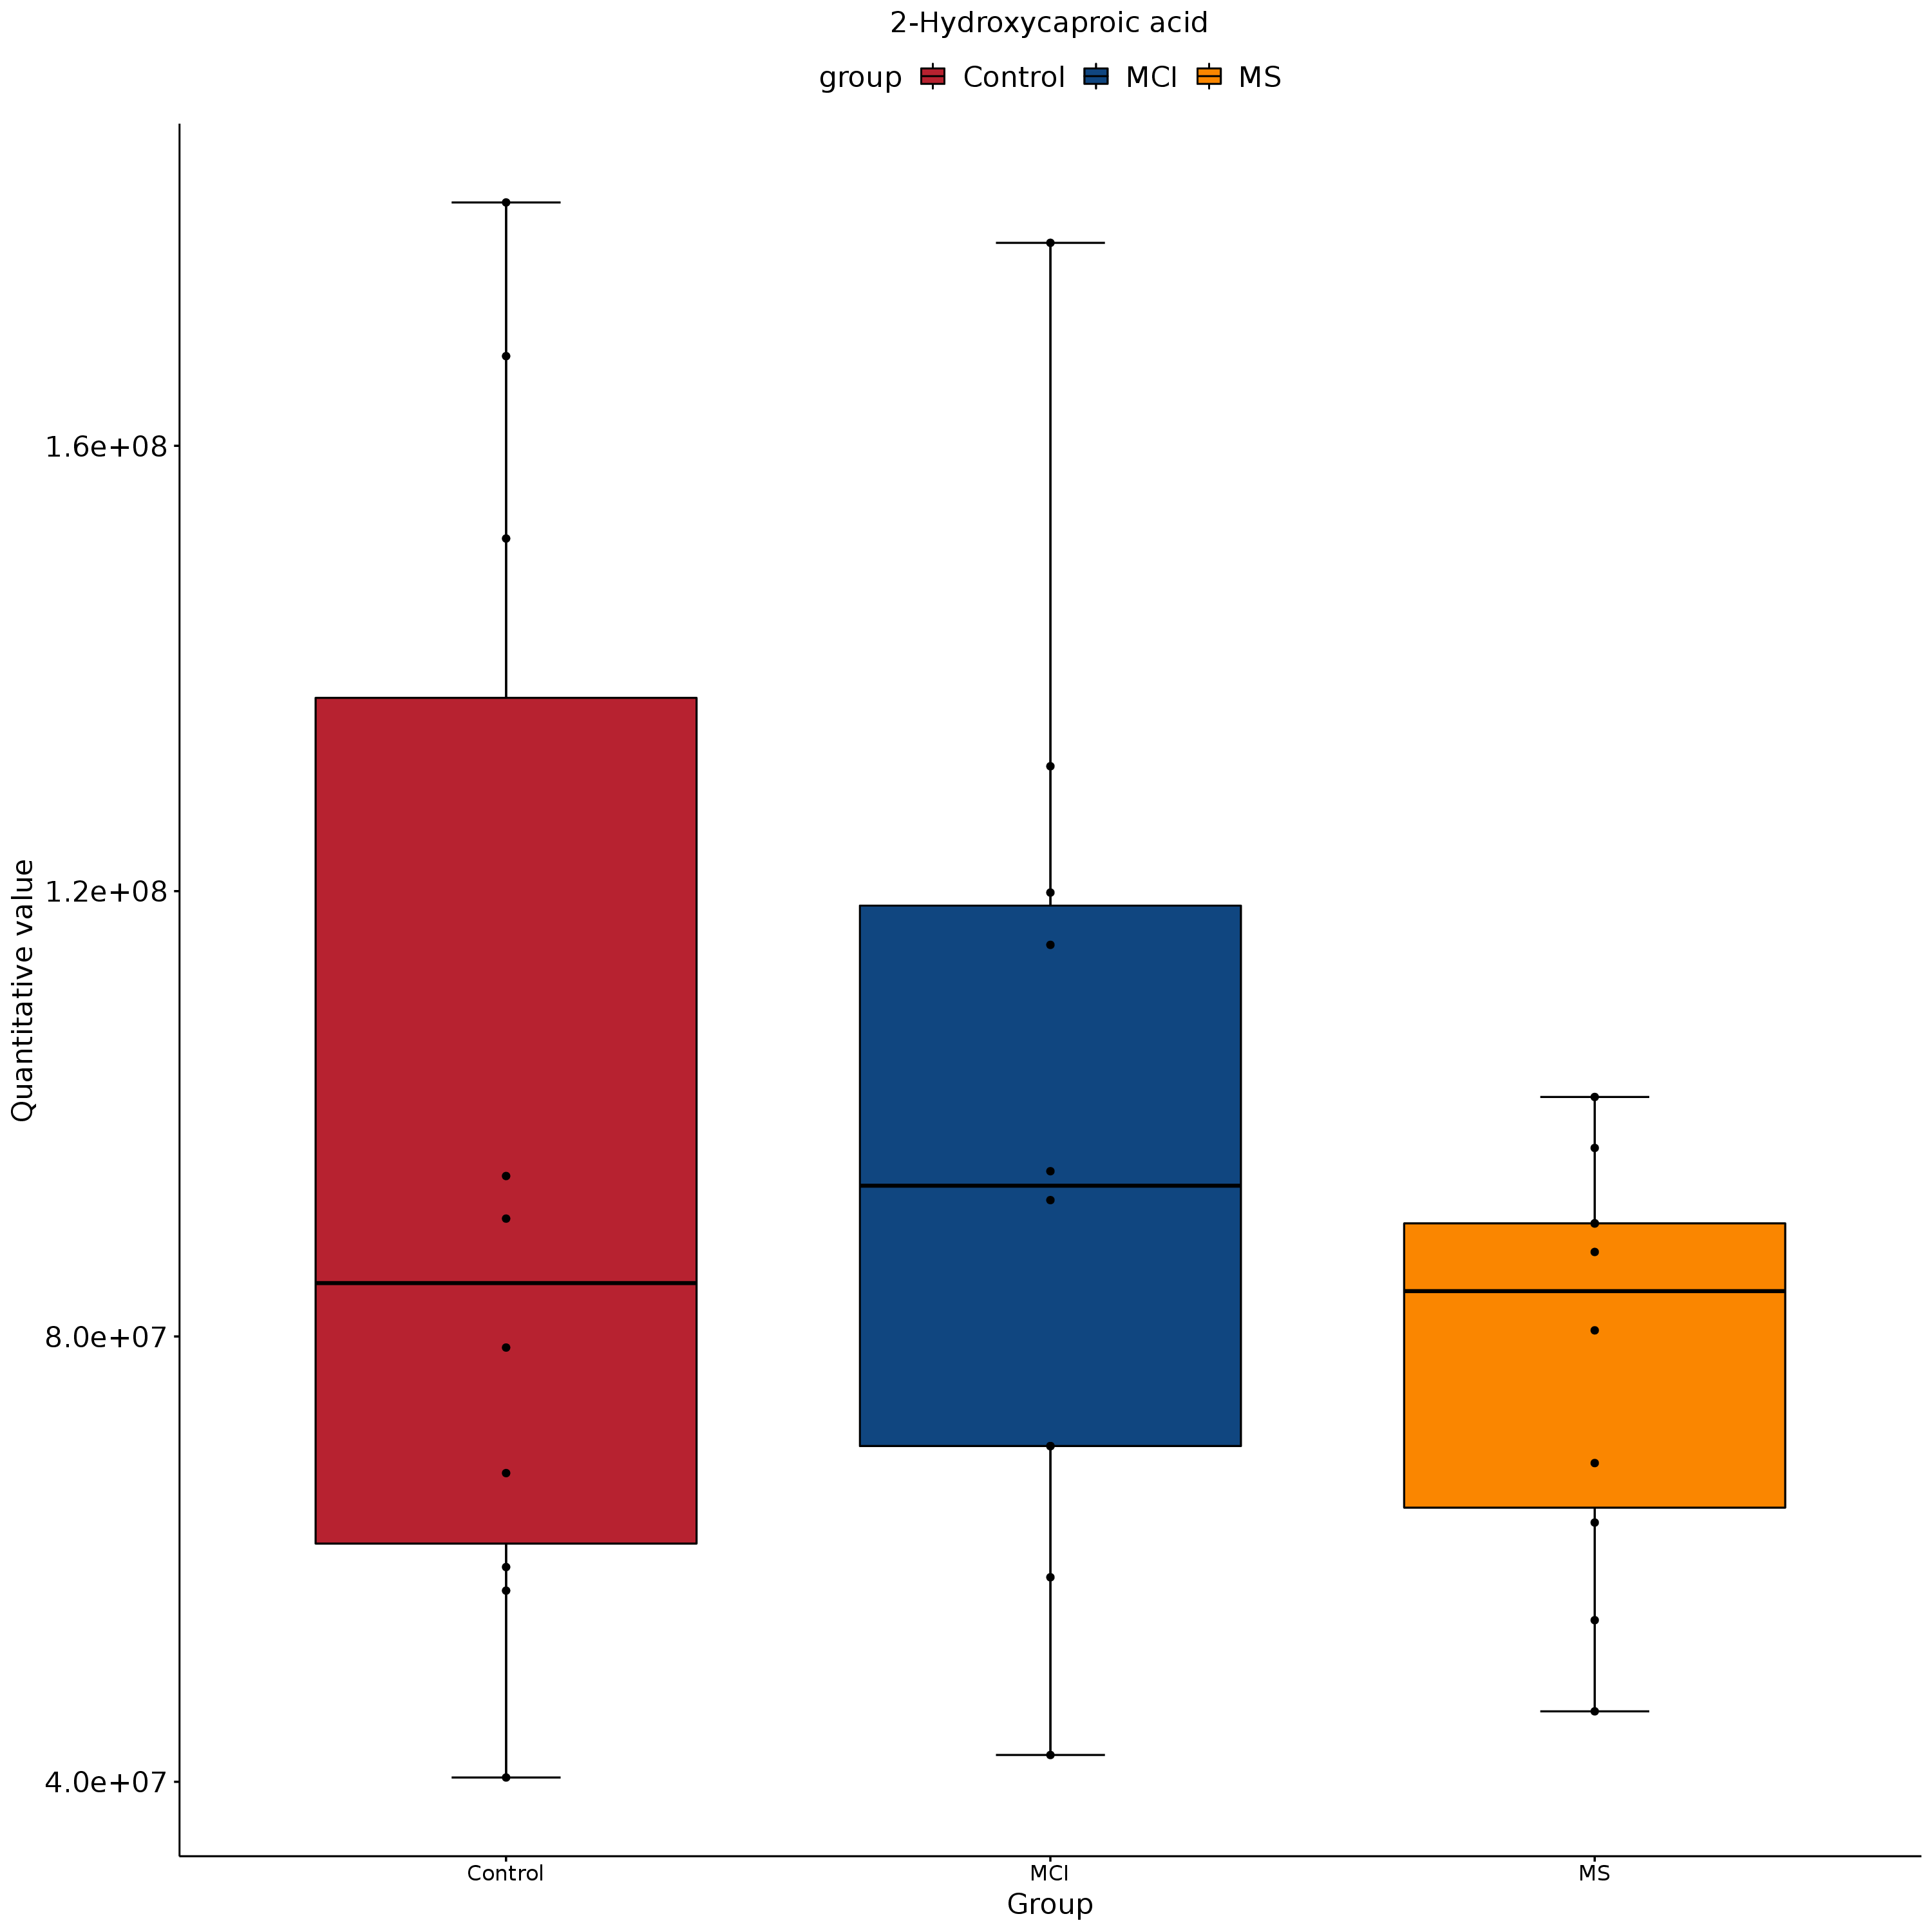 2-Hydroxycaproic acid
group Control MCI MS
Quantitative value
1.6e+08
1.2e+08
8.0e+07
4.0e+07
Control MCI MS
Group